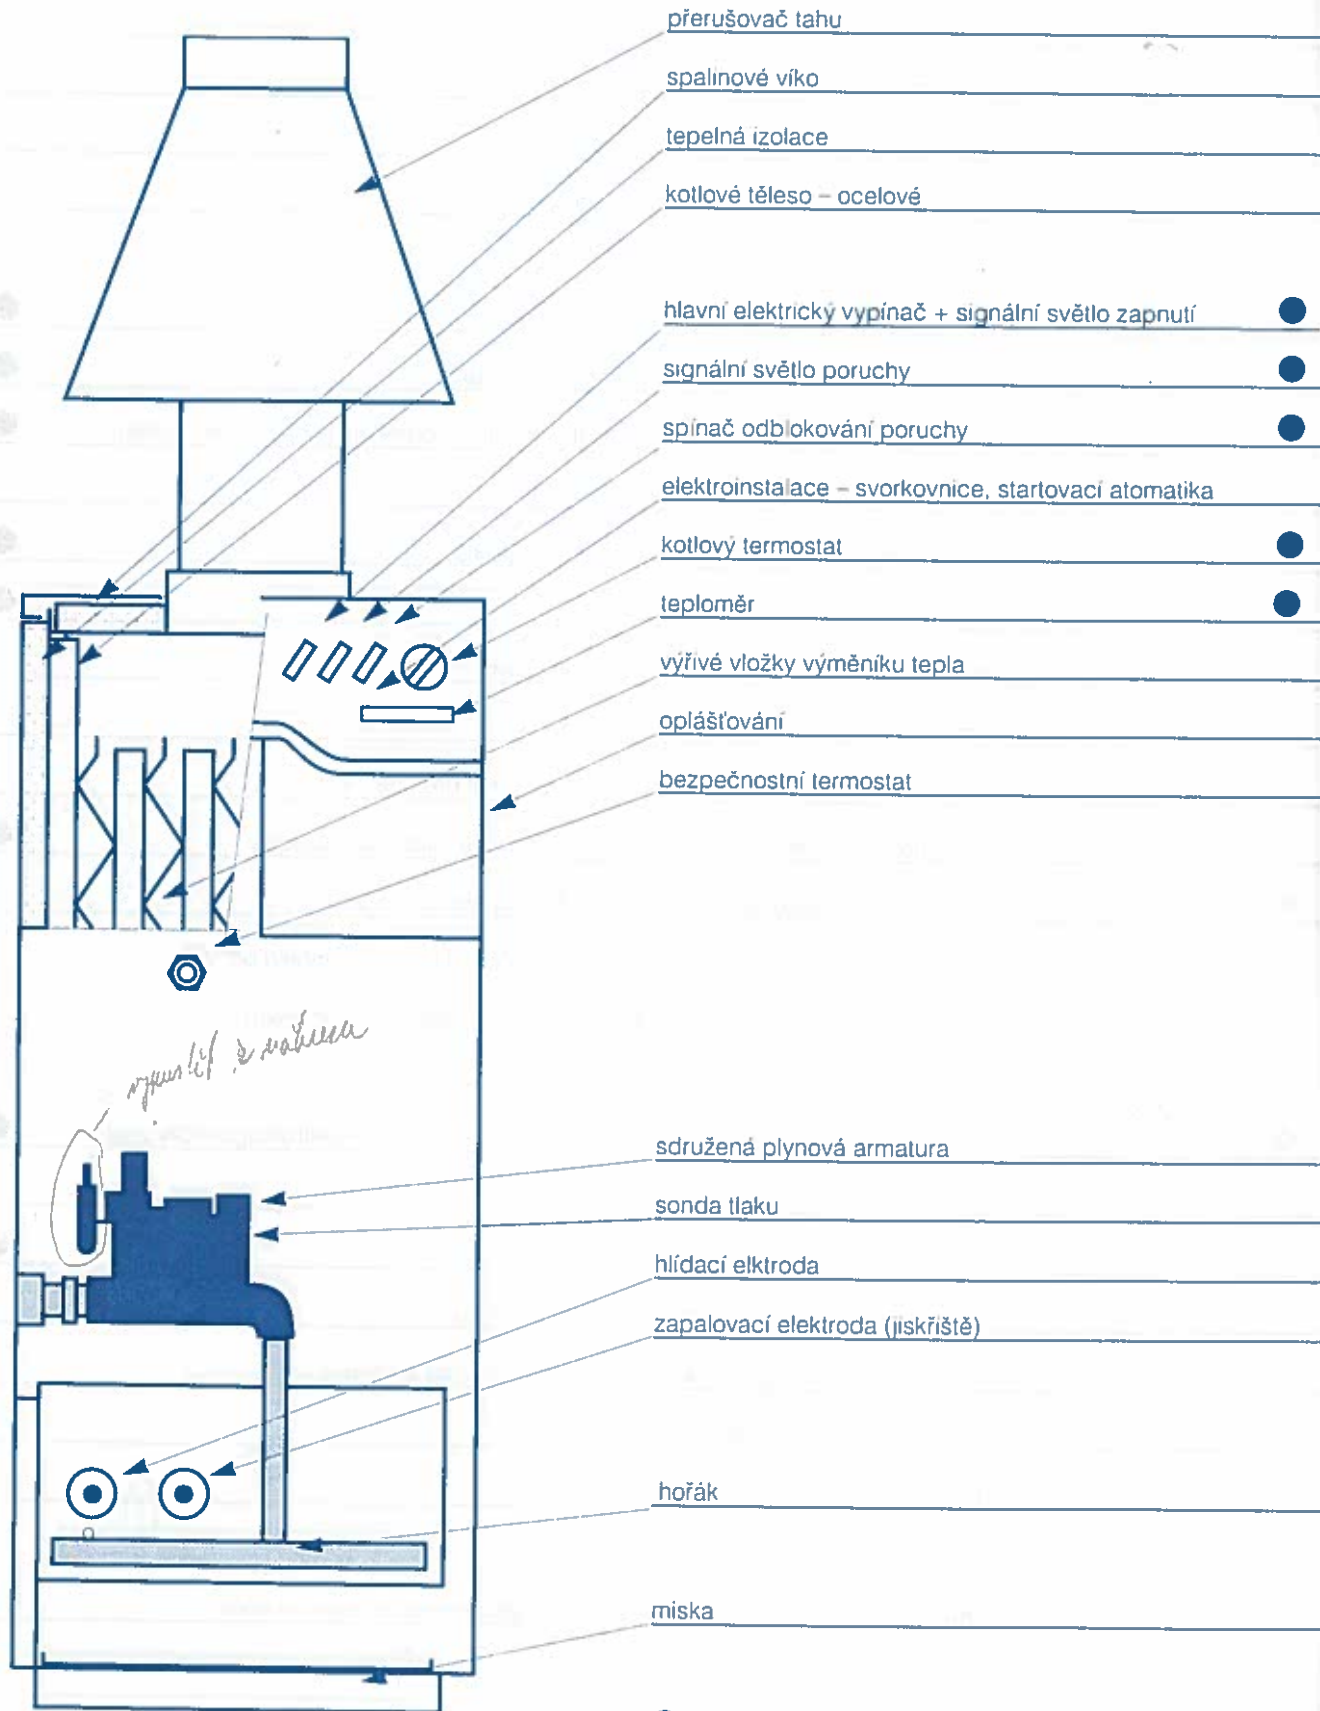 přerušovač tahu
spalinové víko
tepelná izolace
kotlové těleso – ocelové
hlavní elektrický vypínač + signální světlo zapnutí
signální světlo poruchy
spínač odblokování poruchy
elektroinstalace – svorkovnice, startovací atomatika
kotlový termostat
teploměr
vyřivé vložky výměníku tepla
oplášťování
bezpečnostní termostat
sdružená plynová armatura
sonda tlaku
hlídací elktroda
zapalovací elektroda (jiskřiště)
hořák
miska